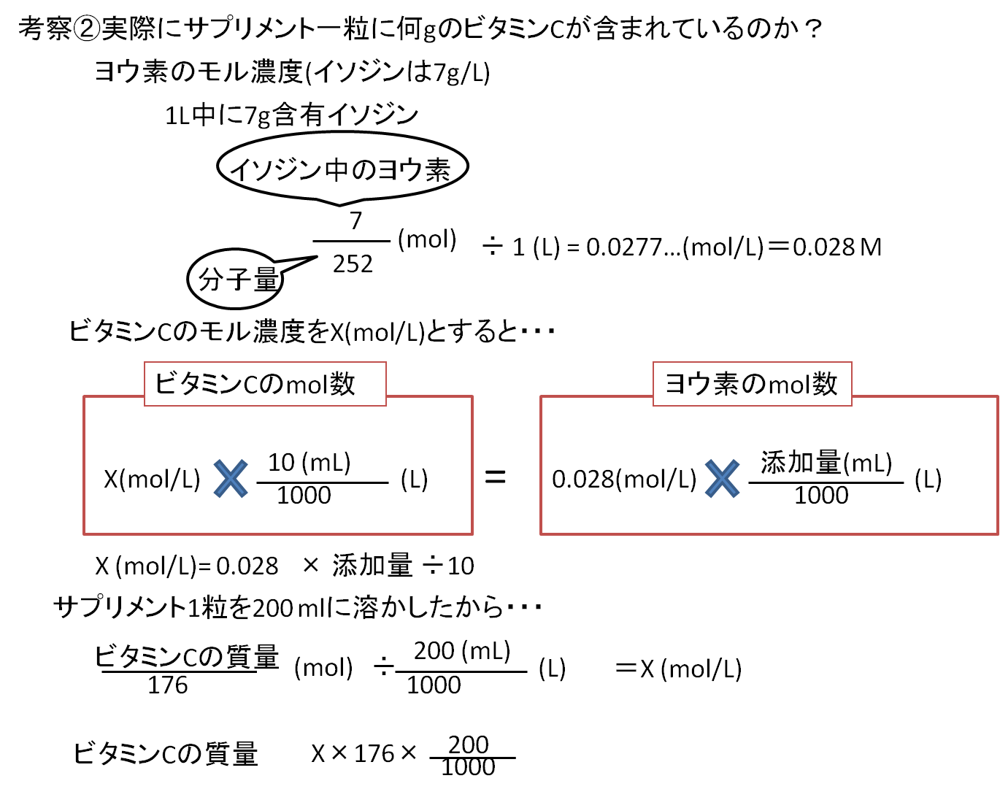 考察②実際にサプリメント一粒に何gのビタミンCが含まれているのか？
ヨウ素のモル濃度(イソジンは7g/L)
1L中に7g含有イソジン
イソジン中のヨウ素
7
(mol) ÷ 1 (L) = 0.0277…(mol/L)＝0.028 M
252
分子量
ビタミンCのモル濃度をX(mol/L)とすると・・・
ビタミンCのmol数
ヨウ素のmol数
10 (mL)
X(mol/L) × (L) = 0.028(mol/L) × (L)
1000
添加量(mL)
1000
X (mol/L)= 0.028 × 添加量 ÷10
サプリメント1粒を200 mlに溶かしたから・・・
ビタミンCの質量
176
(mol) ÷
200 (mL)
1000
(L) ＝X (mol/L)
ビタミンCの質量 X × 176 ×
200
1000